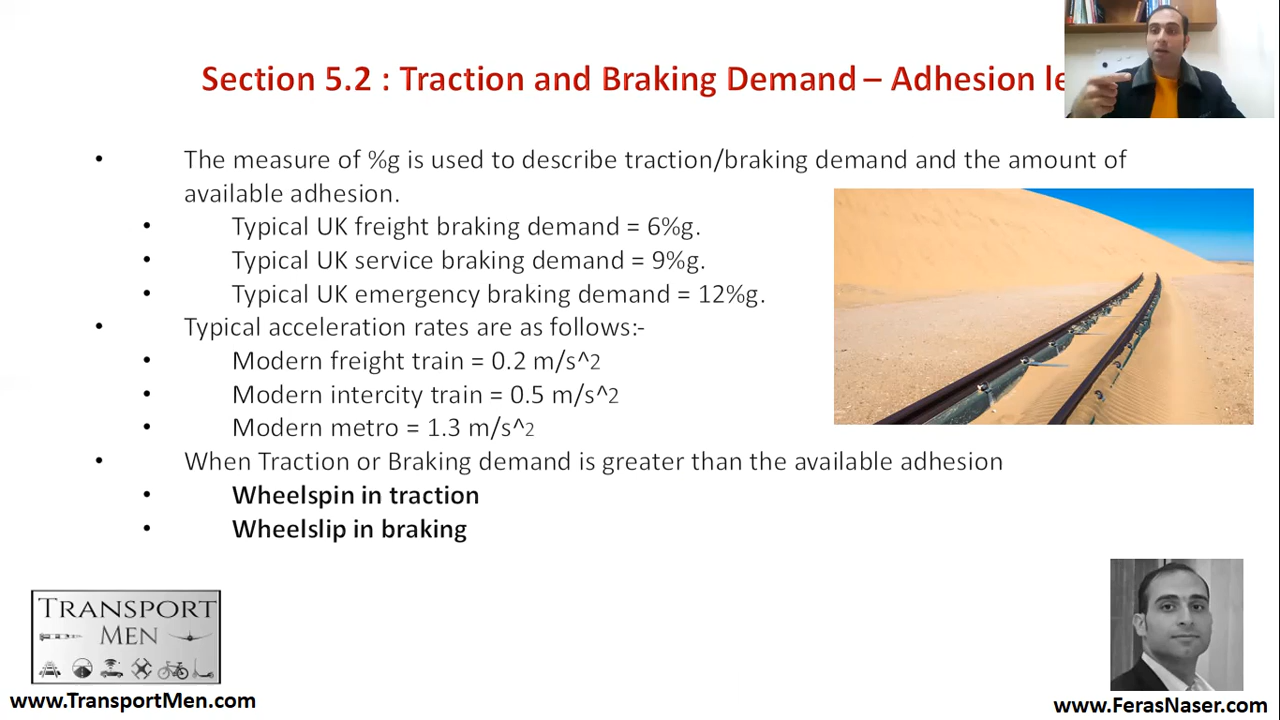 Section 5.2 : Traction and Braking Demand – Adhesion le
• The measure of %g is used to describe traction/braking demand and the amount of
available adhesion.
• Typical UK freight braking demand = 6%g.
• Typical UK service braking demand = 9%g.
• Typical UK emergency braking demand = 12%g.
• Typical acceleration rates are as follows:-
• Modern freight train = 0.2 m/s^2
• Modern intercity train = 0.5 m/s^2
• Modern metro = 1.3 m/s^2
• When Traction or Braking demand is greater than the available adhesion
• Wheelspin in traction
• Wheelslip in braking
TRANSPORT
MEN
www.TransportMen.com
www.FerasNaser.com